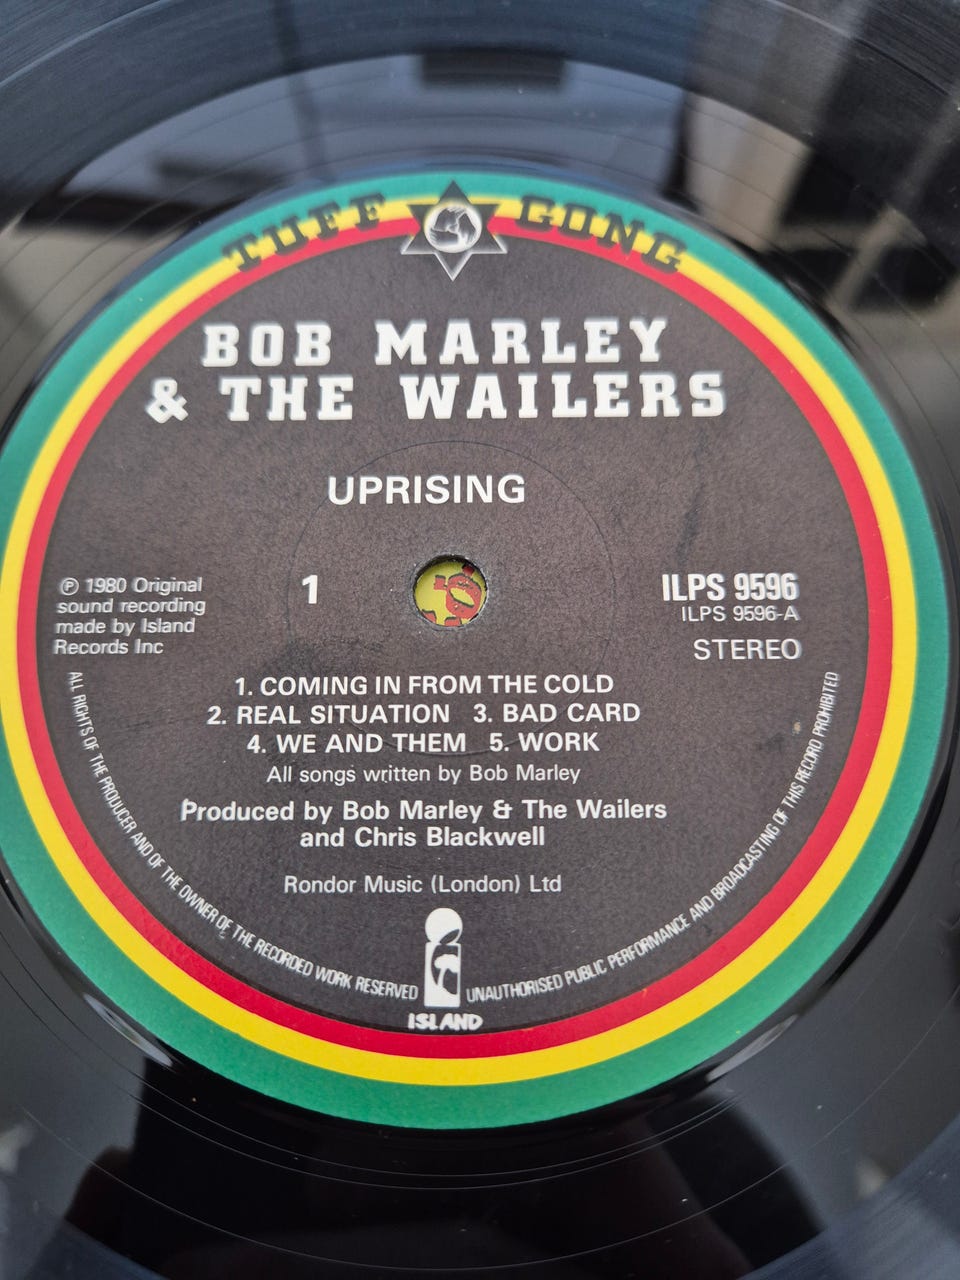 TUFF GONG
BOB MARLEY
& THE WAILERS
UPRISING
℗ 1980 Original
sound recording
made by Island
Records Inc
1
ILPS 9596
ILPS 9596-A
STEREO
1. COMING IN FROM THE COLD
2. REAL SITUATION 3. BAD CARD
4. WE AND THEM 5. WORK
All songs written by Bob Marley
Produced by Bob Marley & The Wailers
and Chris Blackwell
Rondor Music (London) Ltd
ALL RIGHTS OF THE PRODUCER AND OF THE OWNER OF THE RECORDED WORK RESERVED
UNAUTHORISED PUBLIC PERFORMANCE AND BROADCASTING OF THIS RECORD PROHIBITED
ISLAND